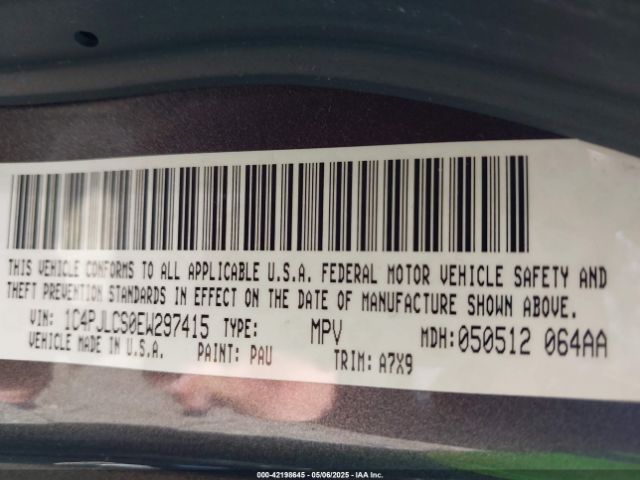 THIS VEHICLE CONFORMS TO ALL APPLICABLE U.S.A. FEDERAL MOTOR VEHICLE SAFETY AND
THEFT PREVENTION STANDARDS IN EFFECT ON THE DATE OF MANUFACTURE SHOWN ABOVE.
VIN: 1C4PJLCS0EW297415 TYPE: MPV MDH:050512 064AA
VEHICLE MADE IN U.S.A. PAINT: PAU TRIM: A7X9
000-42198645 - 05/06/2025 - IAA Inc.